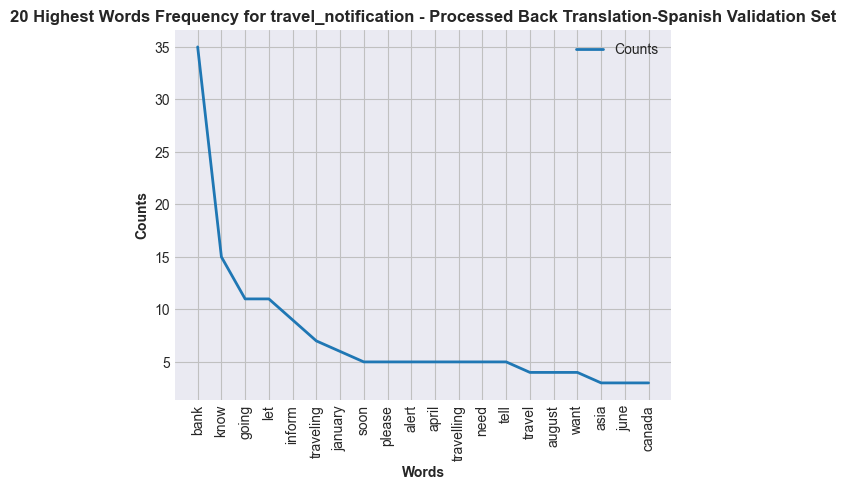 20 Highest Words Frequency for travel_notification - Processed Back Translation-Spanish Validation Set
Counts
35
30
25
20
15
10
5
Counts
bank
know
going
let
inform
traveling
january
soon
please
alert
april
travelling
need
tell
travel
august
want
asia
june
canada
Words